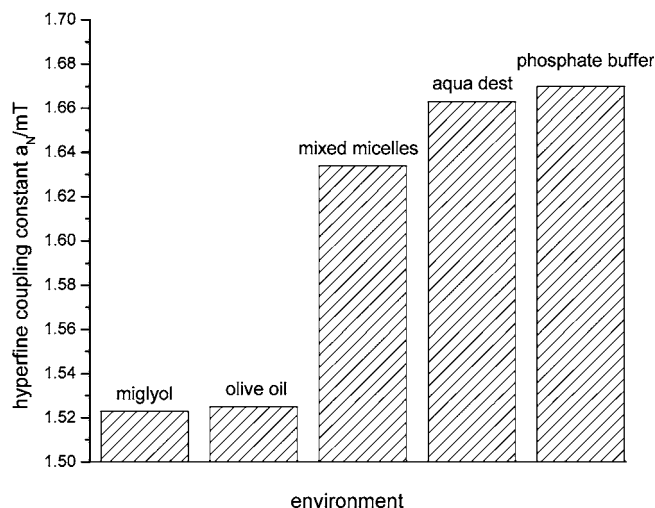 hyperfine coupling constant aN/mT
1.70
1.68
1.66
1.64
1.62
1.60
1.58
1.56
1.54
1.52
1.50
miglyol
olive oil
mixed micelles
aqua dest
phosphate buffer
environment